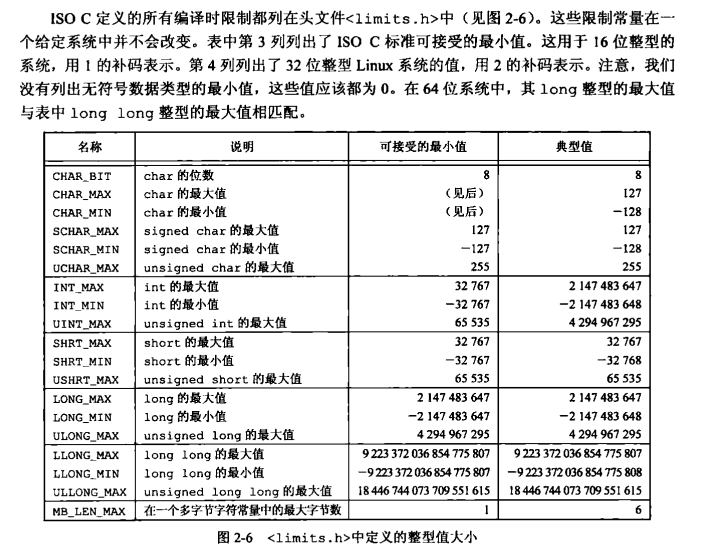 ISO C 定义的所有编译时限制都列在头文件<limits.h>中（见图 2-6）。这些限制常量在一
个给定系统中并不会改变。表中第 3 列列出了 ISO C 标准可接受的最小值。这用于 16 位整型的
系统，用 1 的补码表示。第 4 列列出了 32 位整型 Linux 系统的值，用 2 的补码表示。注意，我们
没有列出无符号数据类型的最小值，这些值应该都为 0。在 64 位系统中，其 long 整型的最大值
与表中 long long 整型的最大值相匹配。
名称 说明 可接受的最小值 典型值
CHAR_BIT char 的位数 8 8
CHAR_MAX char 的最大值 （见后） 127
CHAR_MIN char 的最小值 （见后） －128
SCHAR_MAX signed char 的最大值 127 127
SCHAR_MIN signed char 的最小值 －127 －128
UCHAR_MAX unsigned char 的最大值 255 255
INT_MAX int 的最大值 32 767 2 147 483 647
INT_MIN int 的最小值 －32 767 －2 147 483 648
UINT_MAX unsigned int 的最大值 65 535 4 294 967 295
SHRT_MAX short 的最大值 32 767 32 767
SHRT_MIN short 的最小值 －32 767 －32 768
USHRT_MAX unsigned short 的最大值 65 535 65 535
LONG_MAX long 的最大值 2 147 483 647 2 147 483 647
LONG_MIN long 的最小值 －2 147 483 647 －2 147 483 648
ULONG_MAX unsigned long 的最大值 4 294 967 295 4 294 967 295
LLONG_MAX long long 的最大值 9 223 372 036 854 775 807 9 223 372 036 854 775 807
LLONG_MIN long long 的最小值 －9 223 372 036 854 775 807 －9 223 372 036 854 775 808
ULLONG_MAX unsigned long long 的最大值 18 446 744 073 709 551 615 18 446 744 073 709 551 615
MB_LEN_MAX 在一个多字节字符常量中的最大字节数 1 6
图 2-6 <limits.h>中定义的整型值大小